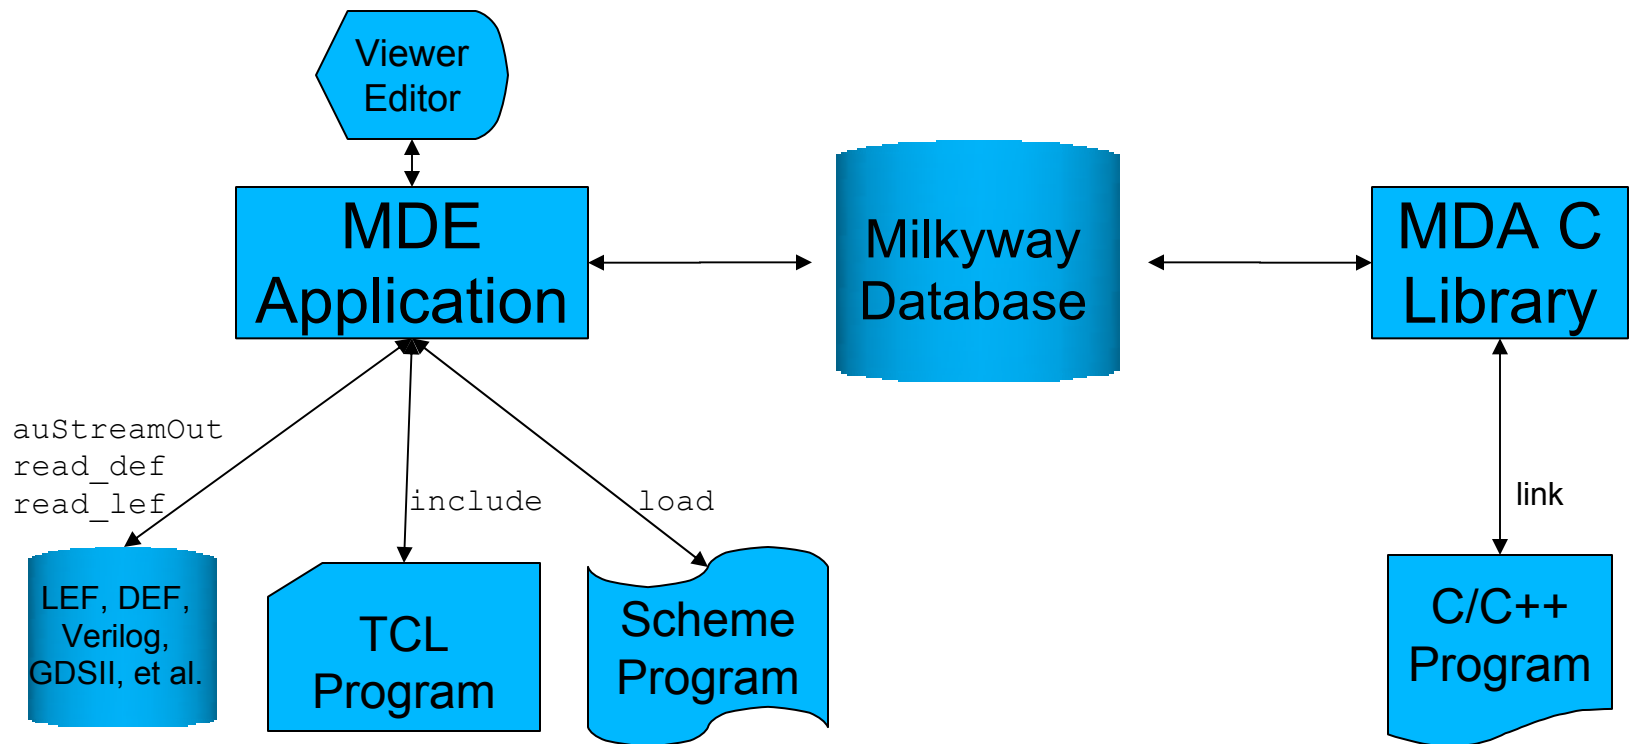 Viewer
Editor
MDE
Application
Milkyway
Database
MDA C
Library
auStreamOut
read_def
read_lef
include
load
link
LEF, DEF,
Verilog,
GDSII, et al.
TCL
Program
Scheme
Program
C/C++
Program